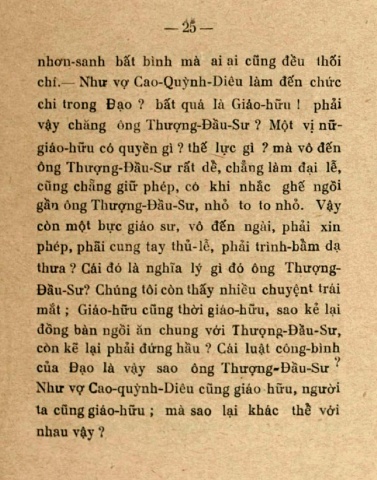 — 25 —
nhơn-sanh bất bình mà ai ai cũng đều thối
chí.— Như vợ Cao-Quỳnh-Diêu làm đến chức
chi trong Đạo ? bất quá là Giáo-hữu ! phải
vậy chăng ông Thượng-Đầu-Sư ? Một vị nữ-
giáo-hữu có quyền gì ? thế lực gì ? mà vô đến
ông Thượng-Đầu-Sư rất dể, chẳng làm đại lễ,
cũng chẳng giữ phép, có khi nhắc ghế ngồi
gần ông Thượng-Đầu-Sư, nhỏ to to nhỏ. Vậy
còn một bực giáo sư, vô đến ngài, phải xin
phép, phãi cung tay thủ-lễ, phải trình-bẫm dạ
thưa ? Cái đó là nghĩa lý gì đó ông Thượng-
Đầu-Sư? Chúng tôi còn thấy nhiều chuyệnt trái
mắt ; Giáo-hữu cũng thời giáo-hữu, sao kẻ lại
đồng bàn ngồi ăn chung với Thượng-Đầu-Sư,
còn kẽ lại phải đứng hầu ? Cái luật công-bình
của Đạo là vậy sao ông Thượng-Đầu-Sư ?
Như vợ Cao-quỳnh-Diêu cũng giáo hữu, người
ta cũng giáo-hữu ; mà sao lại khác thể với
nhau vậy ?